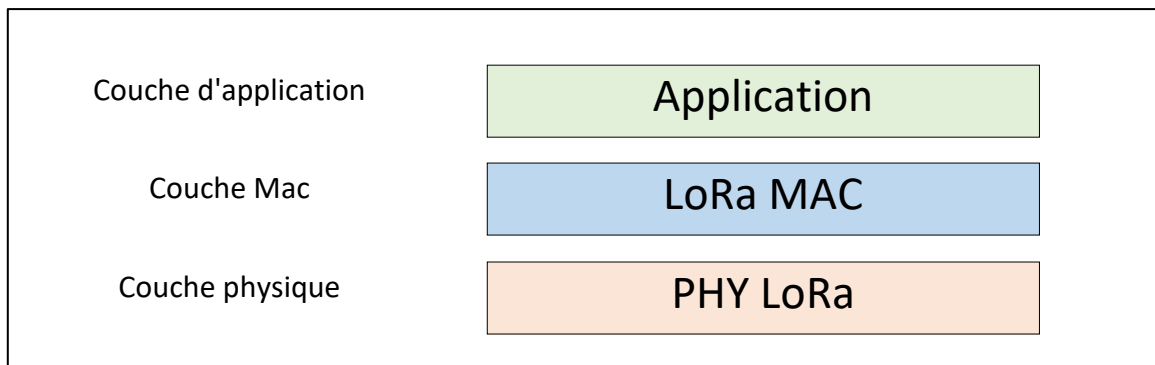 Couche d'application
Application
Couche Mac
LoRa MAC
Couche physique
PHY LoRa